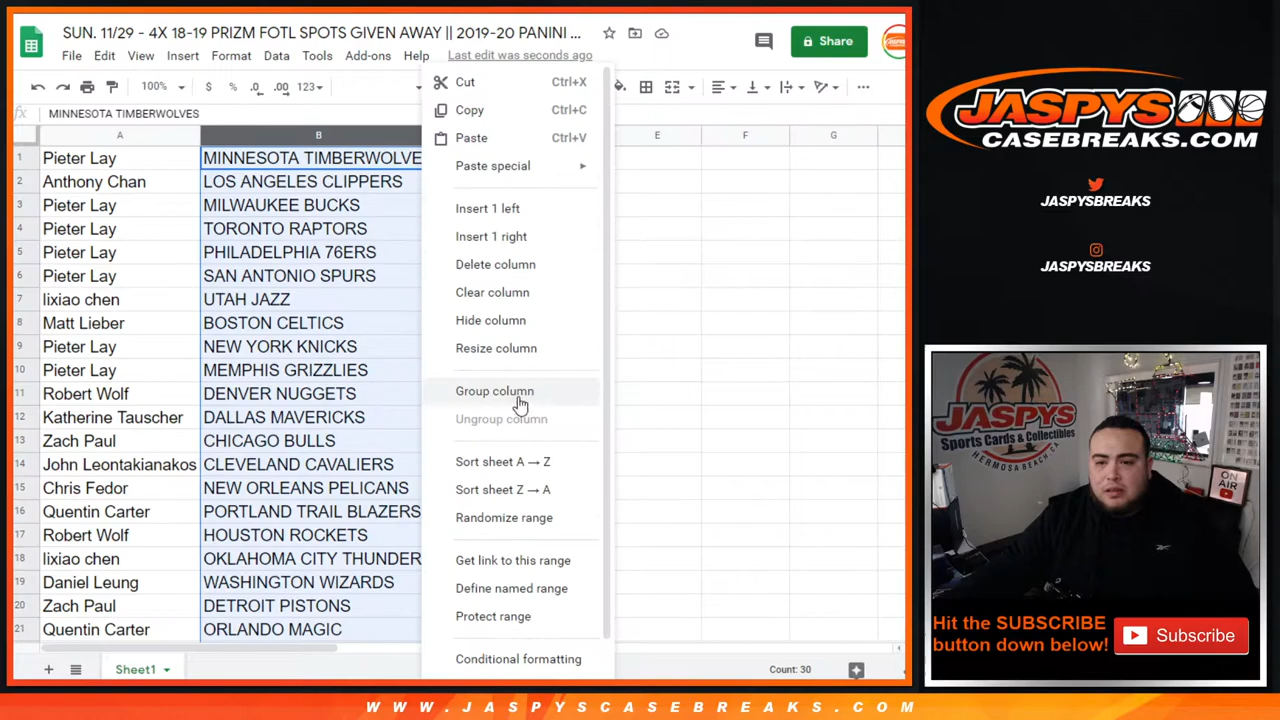 SUN. 11/29 - 4X 18-19 PRIZM FOTL SPOTS GIVEN AWAY || 2019-20 PANINI ...
File Edit View Insert Format Data Tools Add-ons Help Last edit was seconds ago
Share
100% $ % .0 .00 123
fx MINNESOTA TIMBERWOLVES
A B E F G
1 Pieter Lay MINNESOTA TIMBERWOLVE
2 Anthony Chan LOS ANGELES CLIPPERS
3 Pieter Lay MILWAUKEE BUCKS
4 Pieter Lay TORONTO RAPTORS
5 Pieter Lay PHILADELPHIA 76ERS
6 Pieter Lay SAN ANTONIO SPURS
7 lixiao chen UTAH JAZZ
8 Matt Lieber BOSTON CELTICS
9 Pieter Lay NEW YORK KNICKS
10 Pieter Lay MEMPHIS GRIZZLIES
11 Robert Wolf DENVER NUGGETS
12 Katherine Tauscher DALLAS MAVERICKS
13 Zach Paul CHICAGO BULLS
14 John Leontakianakos CLEVELAND CAVALIERS
15 Chris Fedor NEW ORLEANS PELICANS
16 Quentin Carter PORTLAND TRAIL BLAZERS
17 Robert Wolf HOUSTON ROCKETS
18 lixiao chen OKLAHOMA CITY THUNDER
19 Daniel Leung WASHINGTON WIZARDS
20 Zach Paul DETROIT PISTONS
21 Quentin Carter ORLANDO MAGIC
Cut Ctrl+X
Copy Ctrl+C
Paste Ctrl+V
Paste special
Insert 1 left
Insert 1 right
Delete column
Clear column
Hide column
Resize column
Group column
Ungroup column
Sort sheet A → Z
Sort sheet Z → A
Randomize range
Get link to this range
Define named range
Protect range
Conditional formatting
Sheet1
Count: 30
JASPYS
CASEBREAKS.COM
JASPYSBREAKS
JASPYSBREAKS
JASPYS
Sports Cards & Collectibles
HERMOSA BEACH, CA
ON AIR
Hit the SUBSCRIBE
button down below!
Subscribe
WWW.JASPYSCASEBREAKS.COM